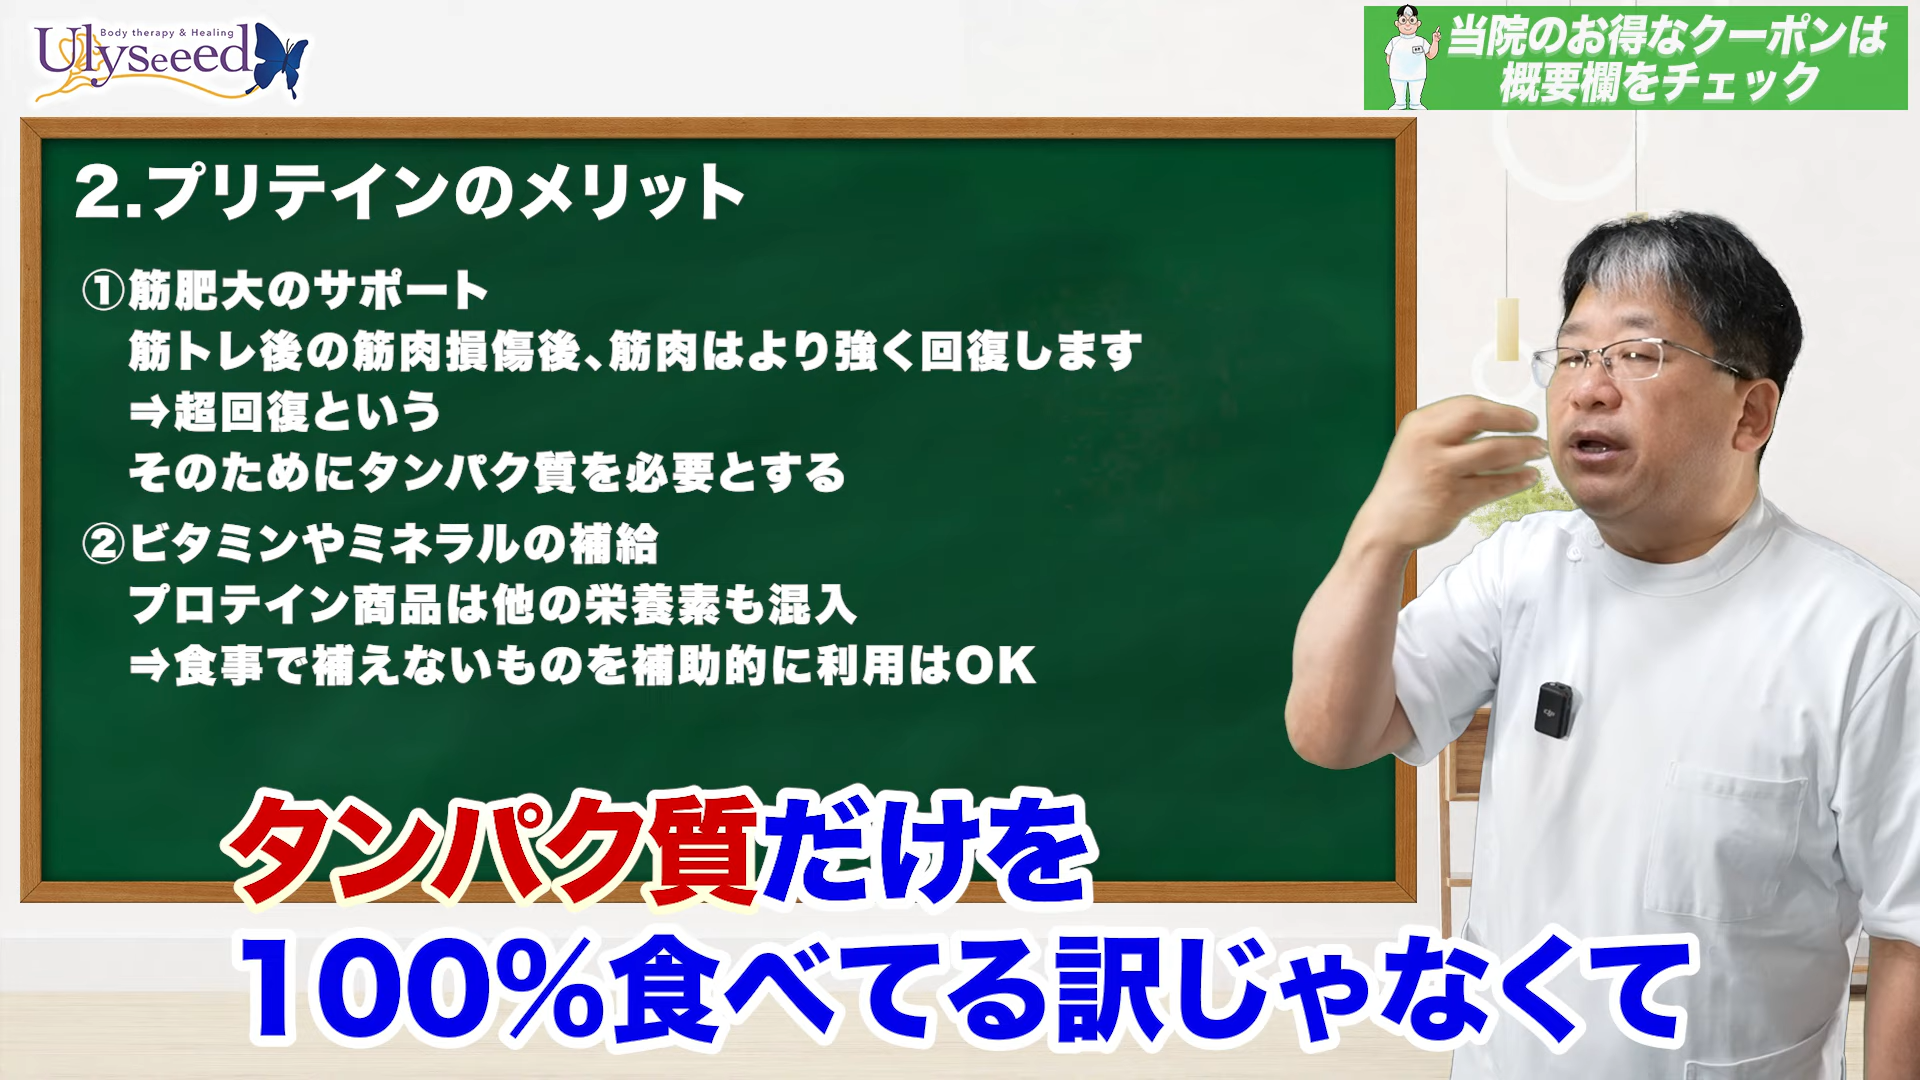 Body therapy & Healing
Ulyseeed
当院のお得なクーポンは
概要欄をチェック
2.プリテインのメリット
①筋肥大のサポート
筋トレ後の筋肉損傷後、筋肉はより強く回復します
⇒超回復という
そのためにタンパク質を必要とする
②ビタミンやミネラルの補給
プロテイン商品は他の栄養素も混入
⇒食事で補えないものを補助的に利用はOK
タンパク質だけを
100%食べてる訳じゃなくて